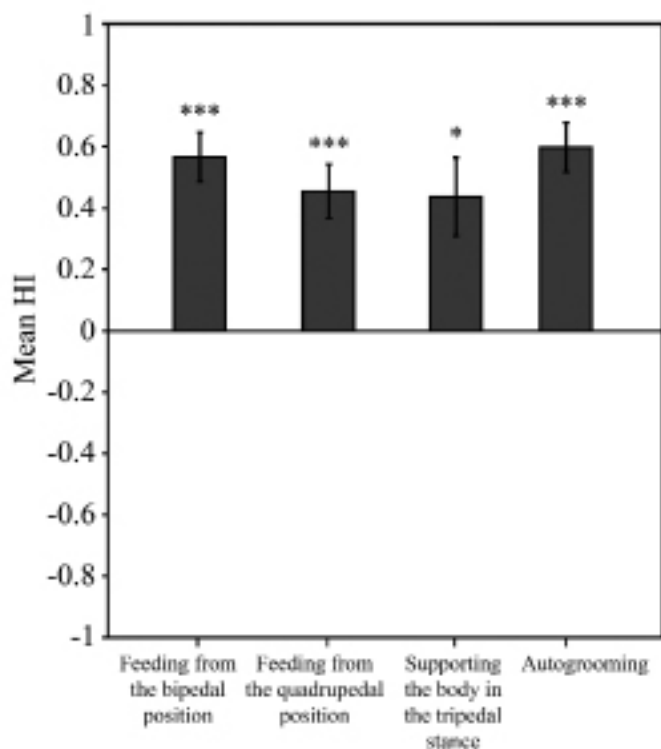 1
0.8
0.6
0.4
0.2
0
-0.2
-0.4
-0.6
-0.8
-1
Mean HI
***
***
*
***
Feeding from
the bipedal
position
Feeding from
the quadrupedal
position
Supporting
the body in
the tripedal
stance
Autogrooming